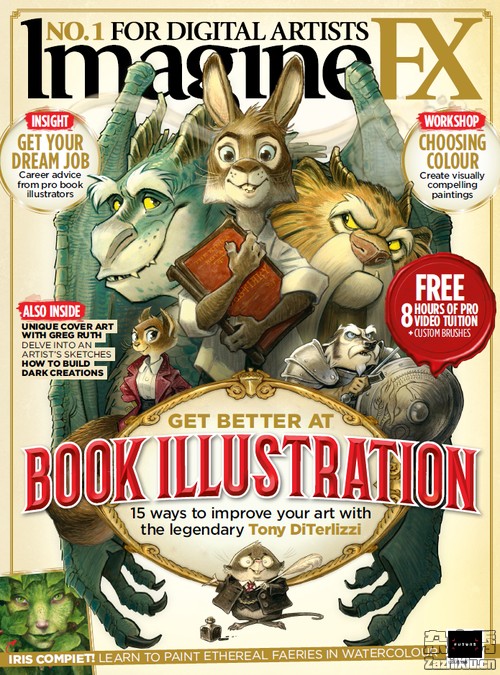 NO.1 FOR DIGITAL ARTISTS
ImagineFX
INSIGHT
GET YOUR
DREAM JOB
Career advice
from pro book
illustrators
WORKSHOP
CHOOSING
COLOUR
Create visually
compelling
paintings
FREE
8 HOURS OF PRO
VIDEO TUITION
+ CUSTOM BRUSHES
ALSO INSIDE
UNIQUE COVER ART
WITH GREG RUTH
DELVE INTO AN
ARTIST'S SKETCHES
HOW TO BUILD
DARK CREATIONS
GET BETTER AT
BOOK ILLUSTRATION
15 ways to improve your art with
the legendary Tony DiTerlizzi
IRIS COMPIET! LEARN TO PAINT ETHEREAL FAERIES IN WATERCOLOUR
FUTURE
Zazhi